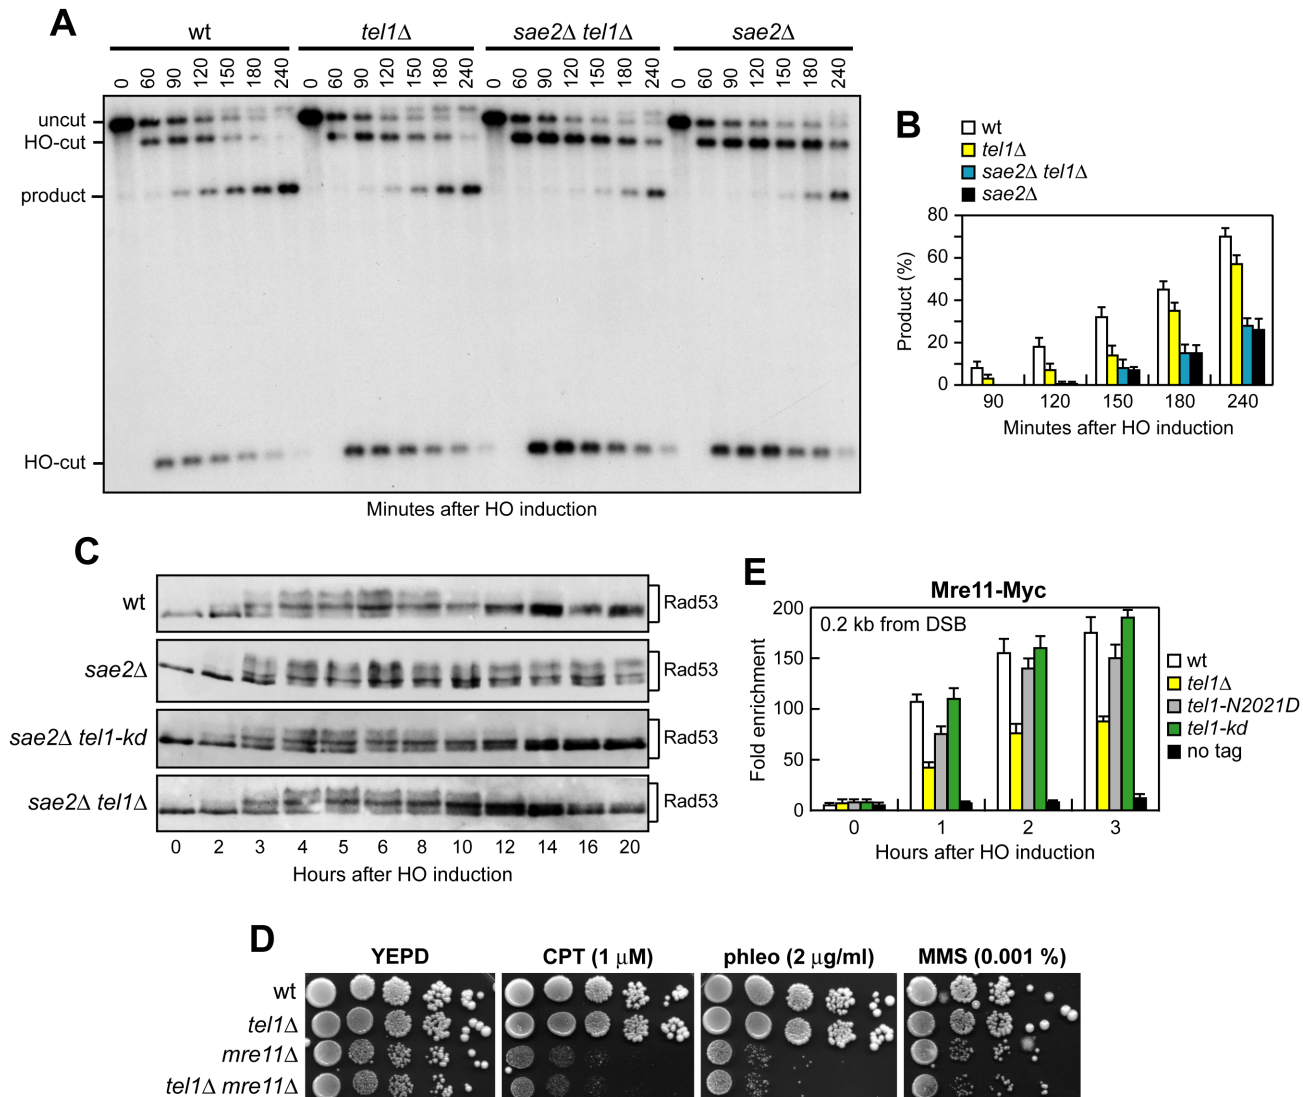 A
wt tel1Δ sae2Δ tel1Δ sae2Δ
0 60 90 120 150 180 240 0 60 90 120 150 180 240 0 60 90 120 150 180 240 0 60 90 120 150 180 240
uncut
HO-cut
product
HO-cut
Minutes after HO induction
B
wt
tel1Δ
sae2Δ tel1Δ
sae2Δ
Product (%)
80
60
40
20
0
90 120 150 180 240
Minutes after HO induction
C
wt Rad53
sae2Δ Rad53
sae2Δ tel1-kd Rad53
sae2Δ tel1Δ Rad53
0 2 3 4 5 6 8 10 12 14 16 20
Hours after HO induction
E
Mre11-Myc
0.2 kb from DSB
Fold enrichment
200
150
100
50
0
0 1 2 3
Hours after HO induction
wt
tel1Δ
tel1-N2021D
tel1-kd
no tag
D
YEPD CPT (1 μM) phleo (2 μg/ml) MMS (0.001 %)
wt
tel1Δ
mre11Δ
tel1Δ mre11Δ